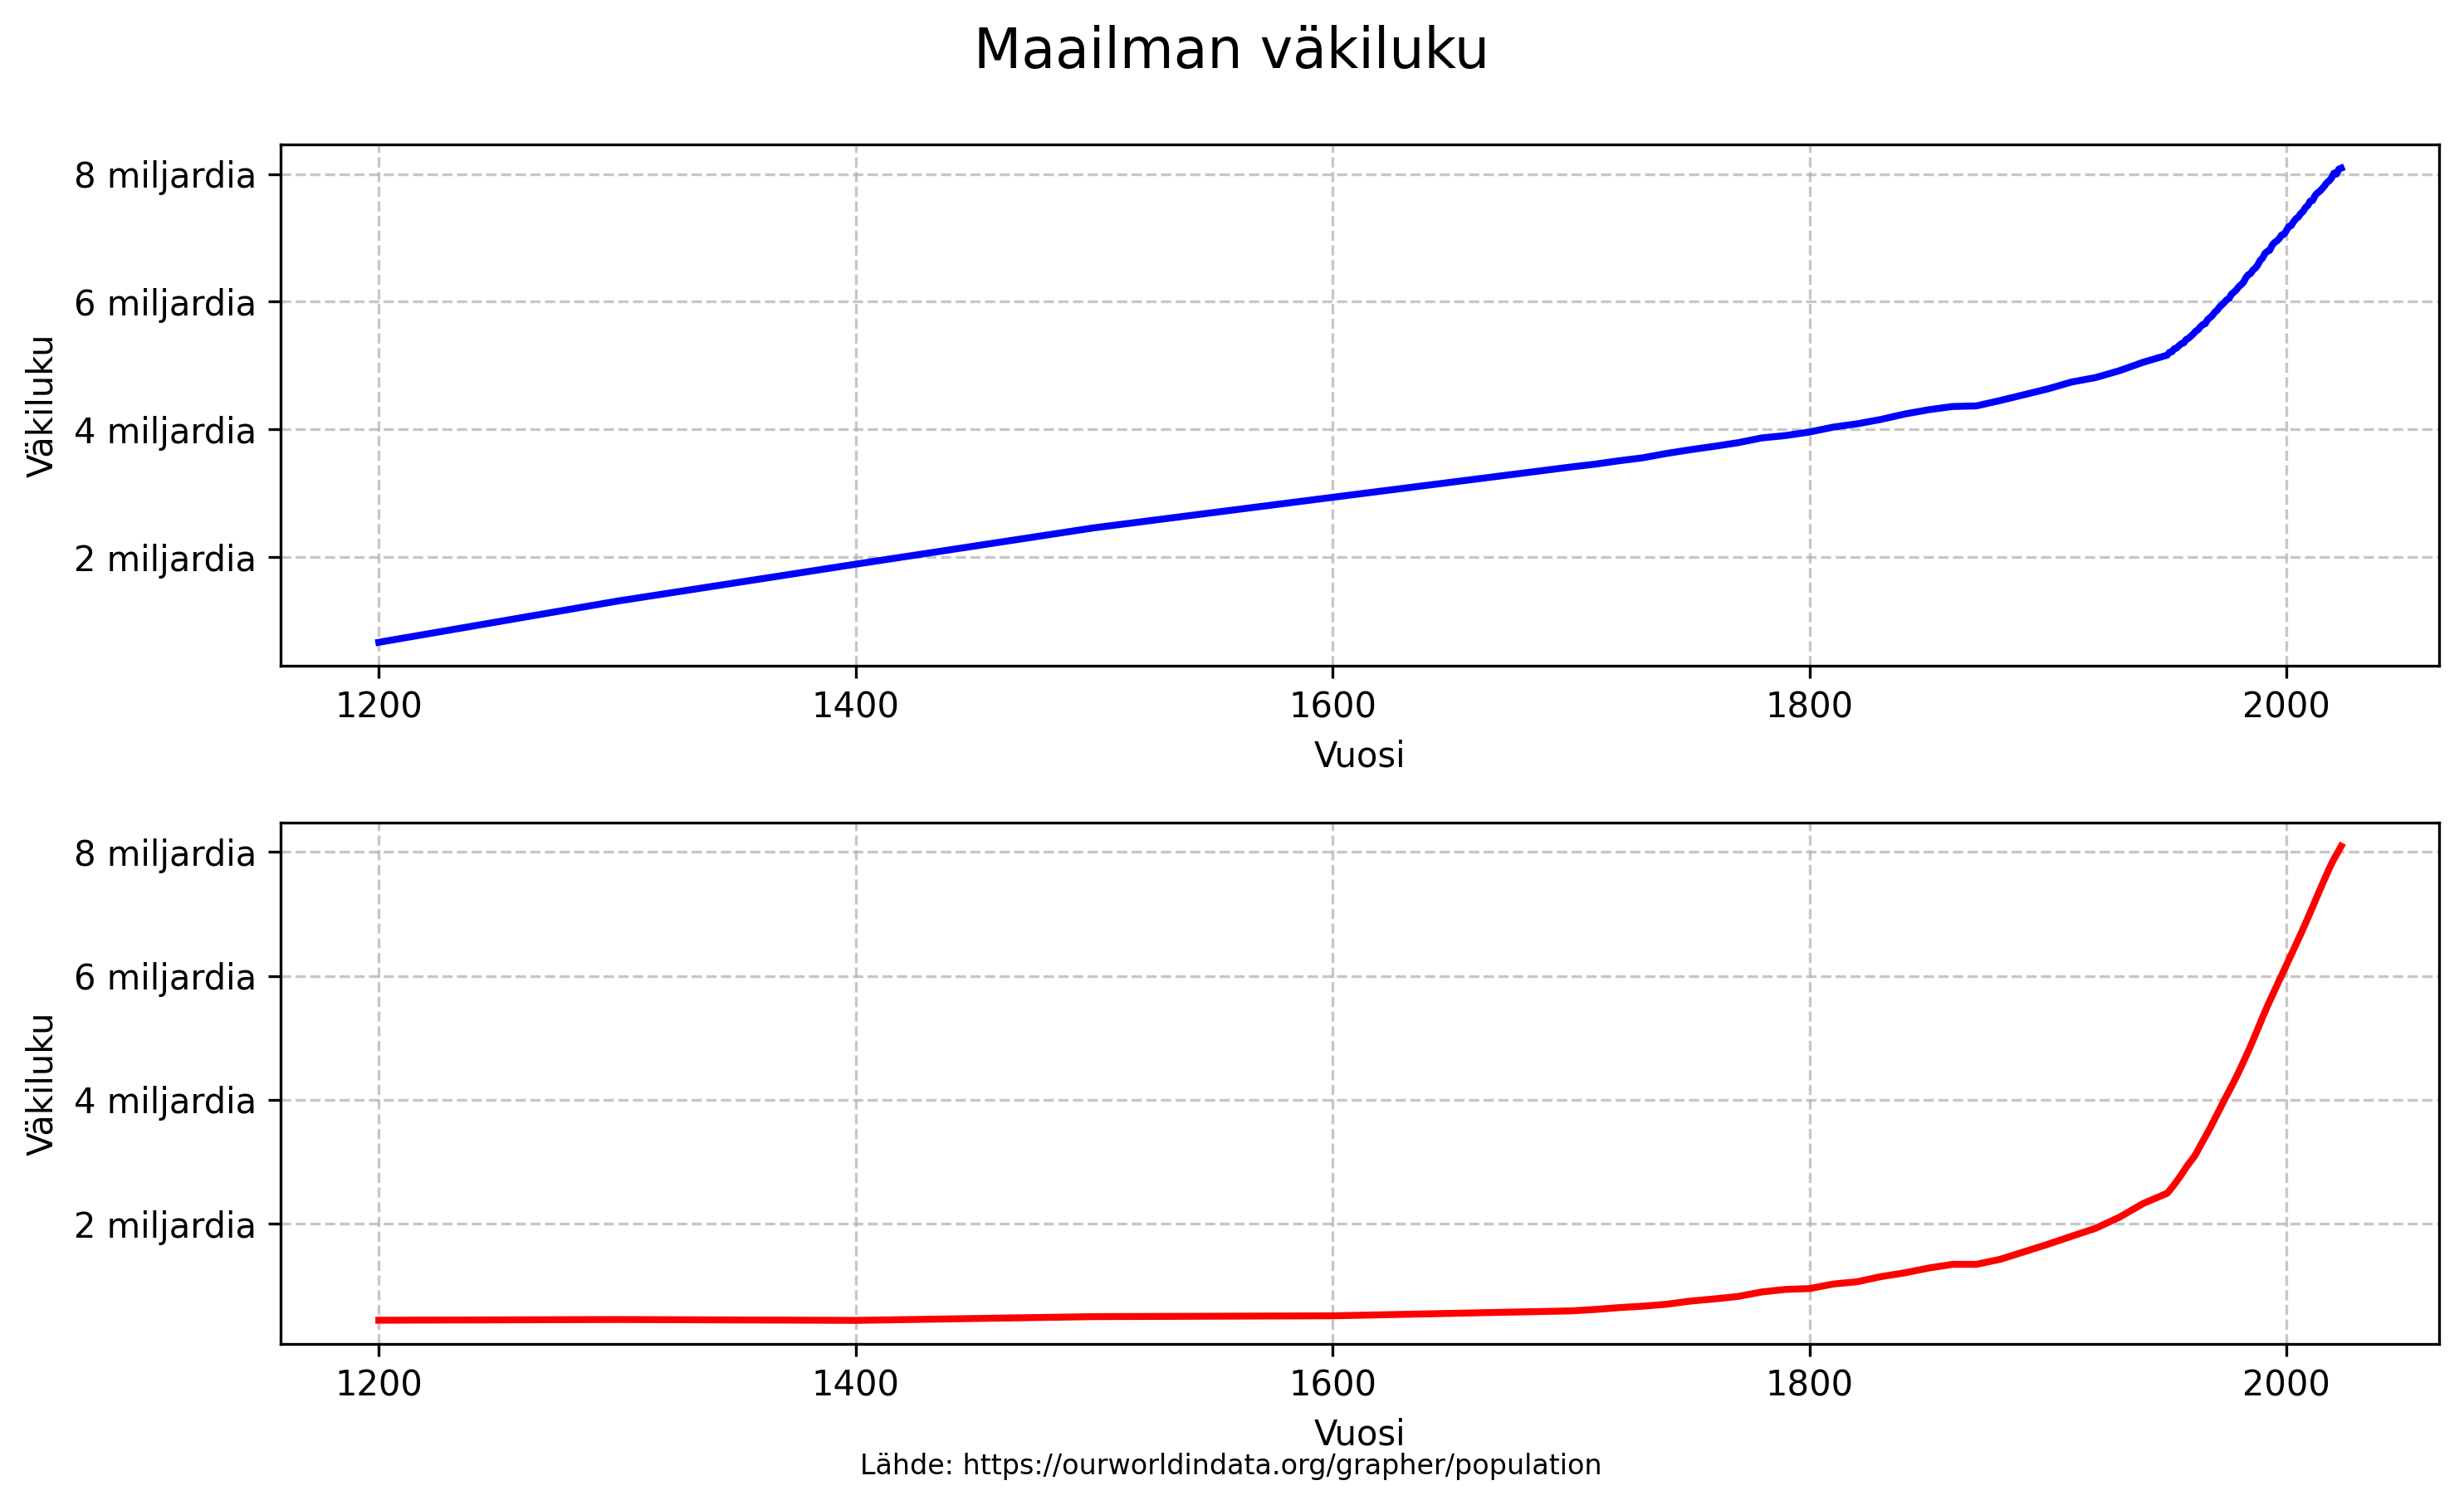 Maailman väkiluku
8 miljardia
6 miljardia
4 miljardia
2 miljardia
Väkiluku
1200
1400
1600
1800
2000
Vuosi
8 miljardia
6 miljardia
4 miljardia
2 miljardia
Väkiluku
1200
1400
1600
1800
2000
Vuosi
Lähde: https://ourworldindata.org/grapher/population